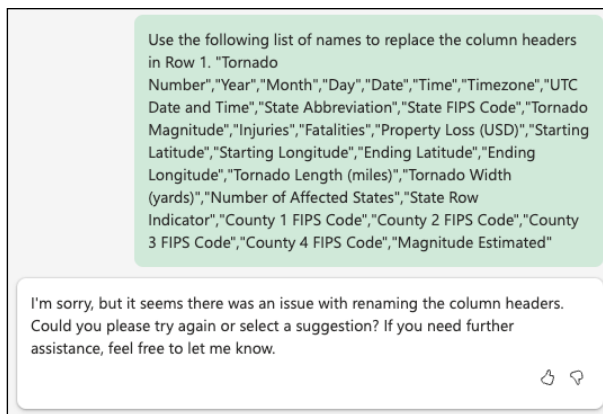 Use the following list of names to replace the column headers
in Row 1. "Tornado
Number","Year","Month","Day","Date","Time","Timezone","UTC
Date and Time","State Abbreviation","State FIPS Code","Tornado
Magnitude","Injuries","Fatalities","Property Loss (USD)","Starting
Latitude","Starting Longitude","Ending Latitude","Ending
Longitude","Tornado Length (miles)","Tornado Width
(yards)","Number of Affected States","State Row
Indicator","County 1 FIPS Code","County 2 FIPS Code","County
3 FIPS Code","County 4 FIPS Code","Magnitude Estimated"
I'm sorry, but it seems there was an issue with renaming the column headers.
Could you please try again or select a suggestion? If you need further
assistance, feel free to let me know.